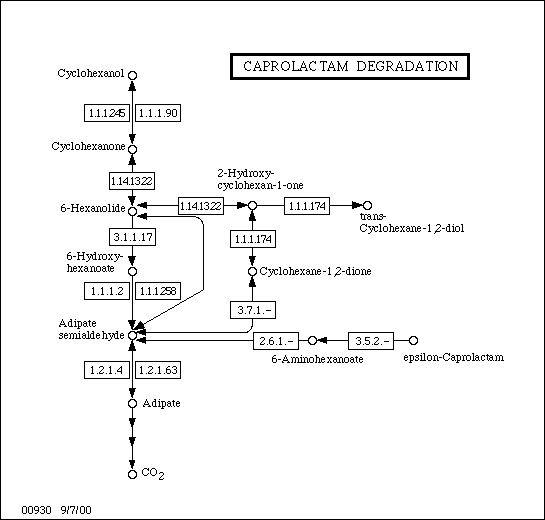 CAPROLACTAM DEGRADATION
Cyclohexanol
1.1.1.245 1.1.1.90
Cyclohexanone
1.14.13.22
2-Hydroxy-
cyclohexan-1-one
6-Hexanolide
1.14.13.22 1.1.1.174
trans-
Cyclohexane-1,2-diol
3.1.1.17
1.1.1.174
6-Hydroxy-
hexanoate
Cyclohexane-1,2-dione
1.1.1.2 1.1.1.258
3.7.1.-
Adipate
semialdehyde
2.6.1.- 3.5.2.-
6-Aminohexanoate
epsilon-Caprolactam
1.2.1.4 1.2.1.63
Adipate
CO2
00930 9/7/00